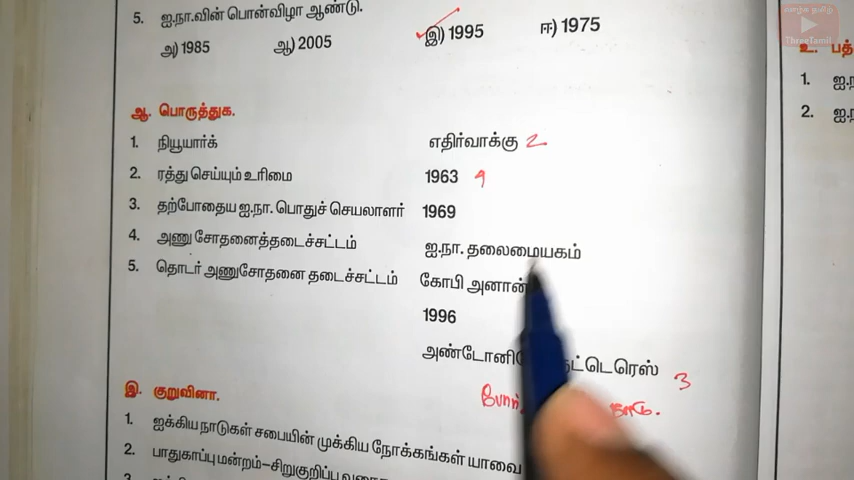 5. ஐ.நா.வின் பொன்விழா ஆண்டு.
அ) 1985 ஆ) 2005 இ) 1995 ஈ) 1975
ஆ. பொருத்துக.
1. நியூயார்க் எதிர்வாக்கு 2
2. ரத்து செய்யும் உரிமை 1963 4
3. தற்போதைய ஐ.நா. பொதுச் செயலாளர் 1969
4. அணு சோதனைத்தடைச்சட்டம் ஐ.நா. தலைமையகம்
5. தொடர் அணுசோதனை தடைச்சட்டம் கோபி அனான்
1996
3
இ. குறுவினா.
1. ஐக்கிய நாடுகள் சபையின் முக்கிய நோக்கங்கள் யாவை
2. பாதுகாப்பு மன்றம்–சிறுகுறிப்பு
3.
உ.
1.
2.
ThreeTamil